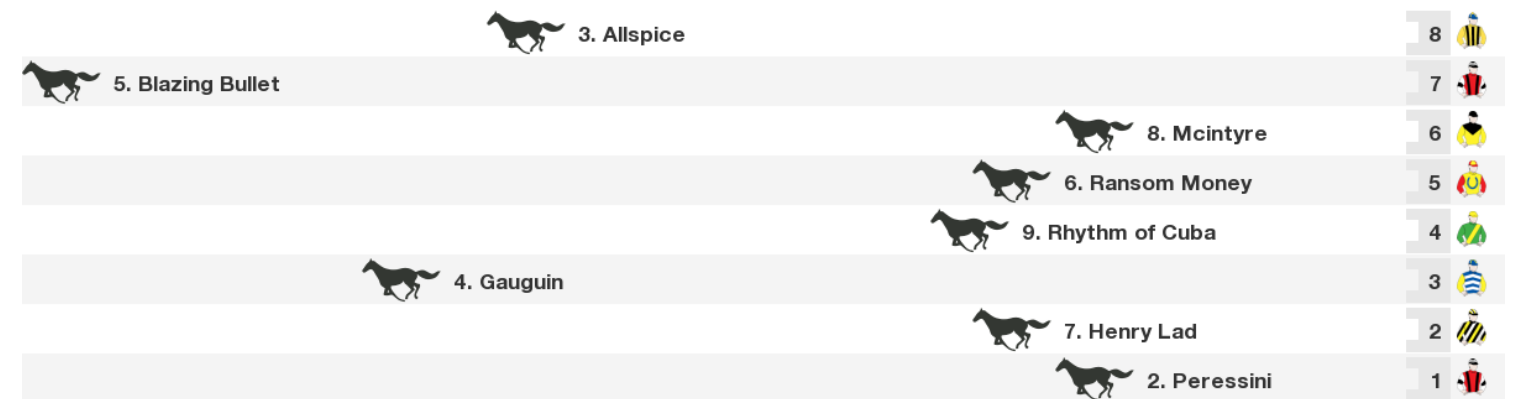 3. Allspice 8
5. Blazing Bullet 7
8. Mcintyre 6
6. Ransom Money 5
9. Rhythm of Cuba 4
4. Gauguin 3
7. Henry Lad 2
2. Peressini 1